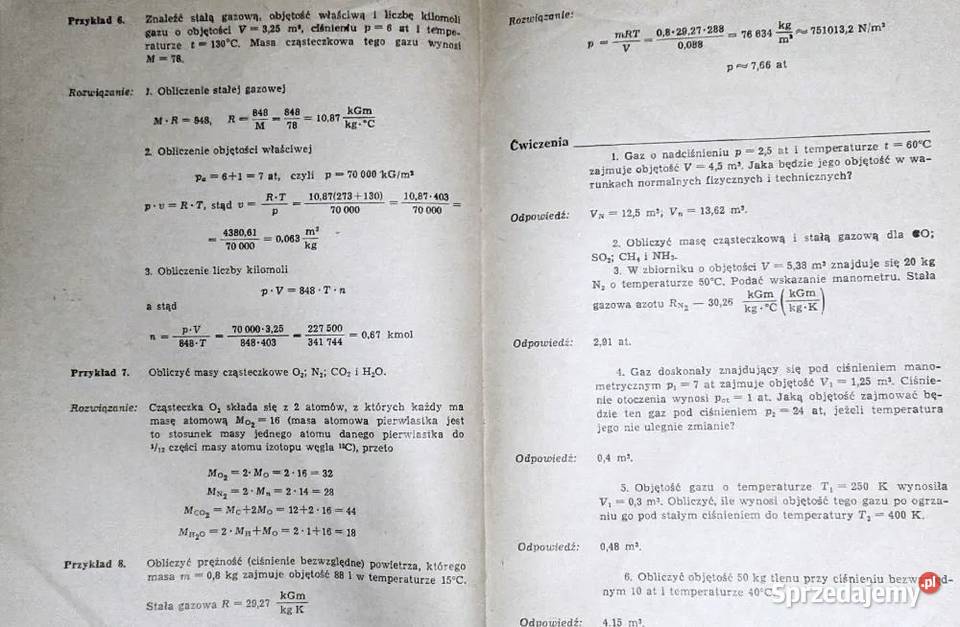 Przykład 6. Znaleźć stałą gazową, objętość właściwą i liczbę kilomoli
gazu o objętości V = 3,25 m³, ciśnieniu p = 6 at i tempe-
raturze t = 130°C. Masa cząsteczkowa tego gazu wynosi
M = 78.
Rozwiązanie: 1. Obliczenie stałej gazowej
M · R = 848, R = 848/M = 848/78 = 10,87 kGm/kg·°C
2. Obliczenie objętości właściwej
pₐ = 6+1 = 7 at, czyli p = 70 000 kG/m²
p · v = R · T, stąd v = R·T/p = 10,87(273+130)/70 000 = 10,87·403/70 000 =
= 4380,61/70 000 = 0,063 m³/kg
3. Obliczenie liczby kilomoli
p · V = 848 · T · n
a stąd
n = p·V/848·T = 70 000·3,25/848·403 = 227 500/341 744 = 0,67 kmol
Przykład 7. Obliczyć masy cząsteczkowe O₂; N₂; CO₂ i H₂O.
Rozwiązanie: Cząsteczka O₂ składa się z 2 atomów, z których każdy ma
masę atomową M_O₂ = 16 (masa atomowa pierwiastka jest
to stosunek masy jednego atomu danego pierwiastka do
1/12 części masy atomu izotopu węgla ¹²C), przeto
M_O₂ = 2 · M_O = 2 · 16 = 32
M_N₂ = 2 · M_n = 2 · 14 = 28
M_CO₂ = M_C+2M_O = 12+2 · 16 = 44
M_H₂O = 2 · M_H+M_O = 2 · 1+16 = 18
Przykład 8. Obliczyć prężność (ciśnienie bezwzględne) powietrza, którego
masa m = 0,8 kg zajmuje objętość 88 l w temperaturze 15°C.
Stała gazowa R = 29,27 kGm/kg K
Rozwiązanie:
p = mRT/V = 0,8·29,27·288/0,088 = 76 634 kg/m² ≈ 751013,2 N/m²
p ≈ 7,66 at
Ćwiczenia
1. Gaz o nadciśnieniu p = 2,5 at i temperaturze t = 60°C
zajmuje objętość V = 4,5 m³. Jaka będzie jego objętość w wa-
runkach normalnych fizycznych i technicznych?
Odpowiedź: V_N = 12,5 m³; V_n = 13,62 m³.
2. Obliczyć masę cząsteczkową i stałą gazową dla CO;
SO₂; CH₄ i NH₃.
3. W zbiorniku o objętości V = 5,38 m³ znajduje się 20 kg
N₂ o temperaturze 50°C. Podać wskazanie manometru. Stała
gazowa azotu R_N₂ — 30,26 kGm/kg·°C (kGm/kg·K)
Odpowiedź: 2,91 at.
4. Gaz doskonały znajdujący się pod ciśnieniem mano-
metrycznym p₁ = 7 at zajmuje objętość V₁ = 1,25 m³. Ciśnie-
nie otoczenia wynosi p_ot = 1 at. Jaką objętość zajmować bę-
dzie ten gaz pod ciśnieniem p₂ = 24 at, jeżeli temperatura
jego nie ulegnie zmianie?
Odpowiedź: 0,4 m³.
5. Objętość gazu o temperaturze T₁ = 250 K wynosiła
V₁ = 0,3 m³. Obliczyć, ile wynosi objętość tego gazu po ogrza-
niu go pod stałym ciśnieniem do temperatury T₂ = 400 K.
Odpowiedź: 0,48 m³.
6. Obliczyć objętość 50 kg tlenu przy ciśnieniu
dnym 10 at i temperaturze 40°C
Odpowiedź: 4,15 m³.
Sprzedajemy.pl